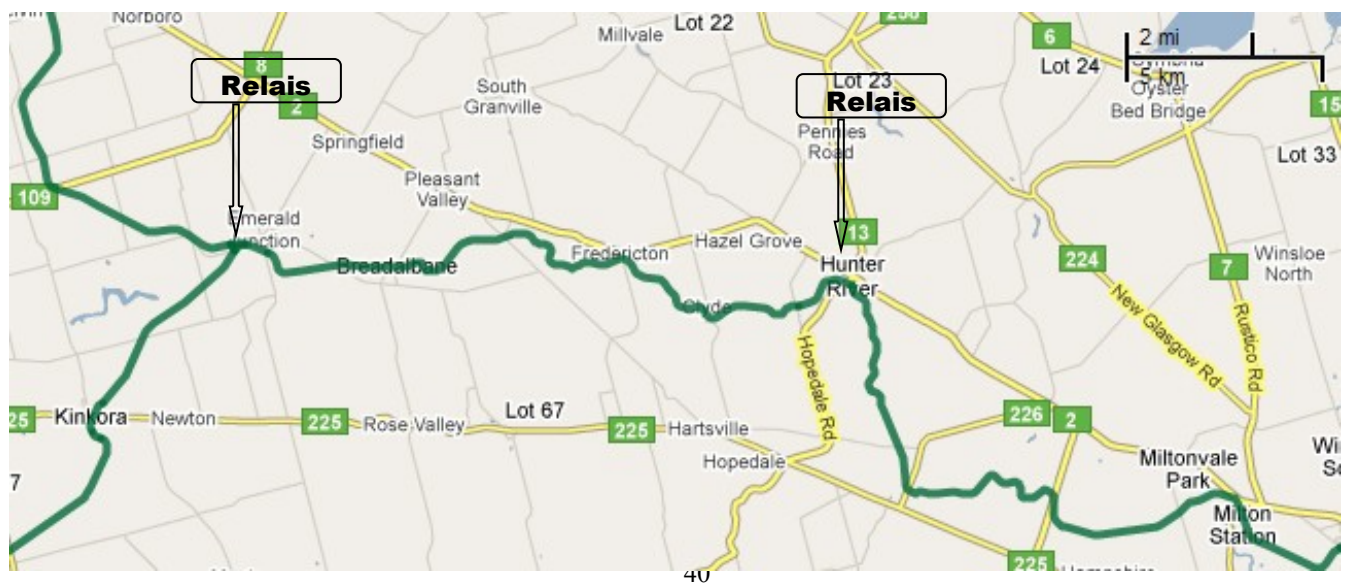 Norboro
Lot 22
Millvale
258
6
2 mi
8
Lot 24
5 km
Relais
Lot 23
Relais
Oyster
Bed Bridge
2
South
Granville
15
Springfield
Road
Lot 33
Pleasant
Valley
109
Emerald
Junction
13
Hazel Grove
Fredericton
Breadalbane
Hunter
River
224
7
Winsloe
North
Clyde
New Glasgow Rd
Rustico Rd
Hopedale Rd
25
Kinkora
Newton
225
Rose Valley
Lot 67
225
Hartsville
226
2
Hopedale
Miltonvale
Park
7
Milton
Station
225
40